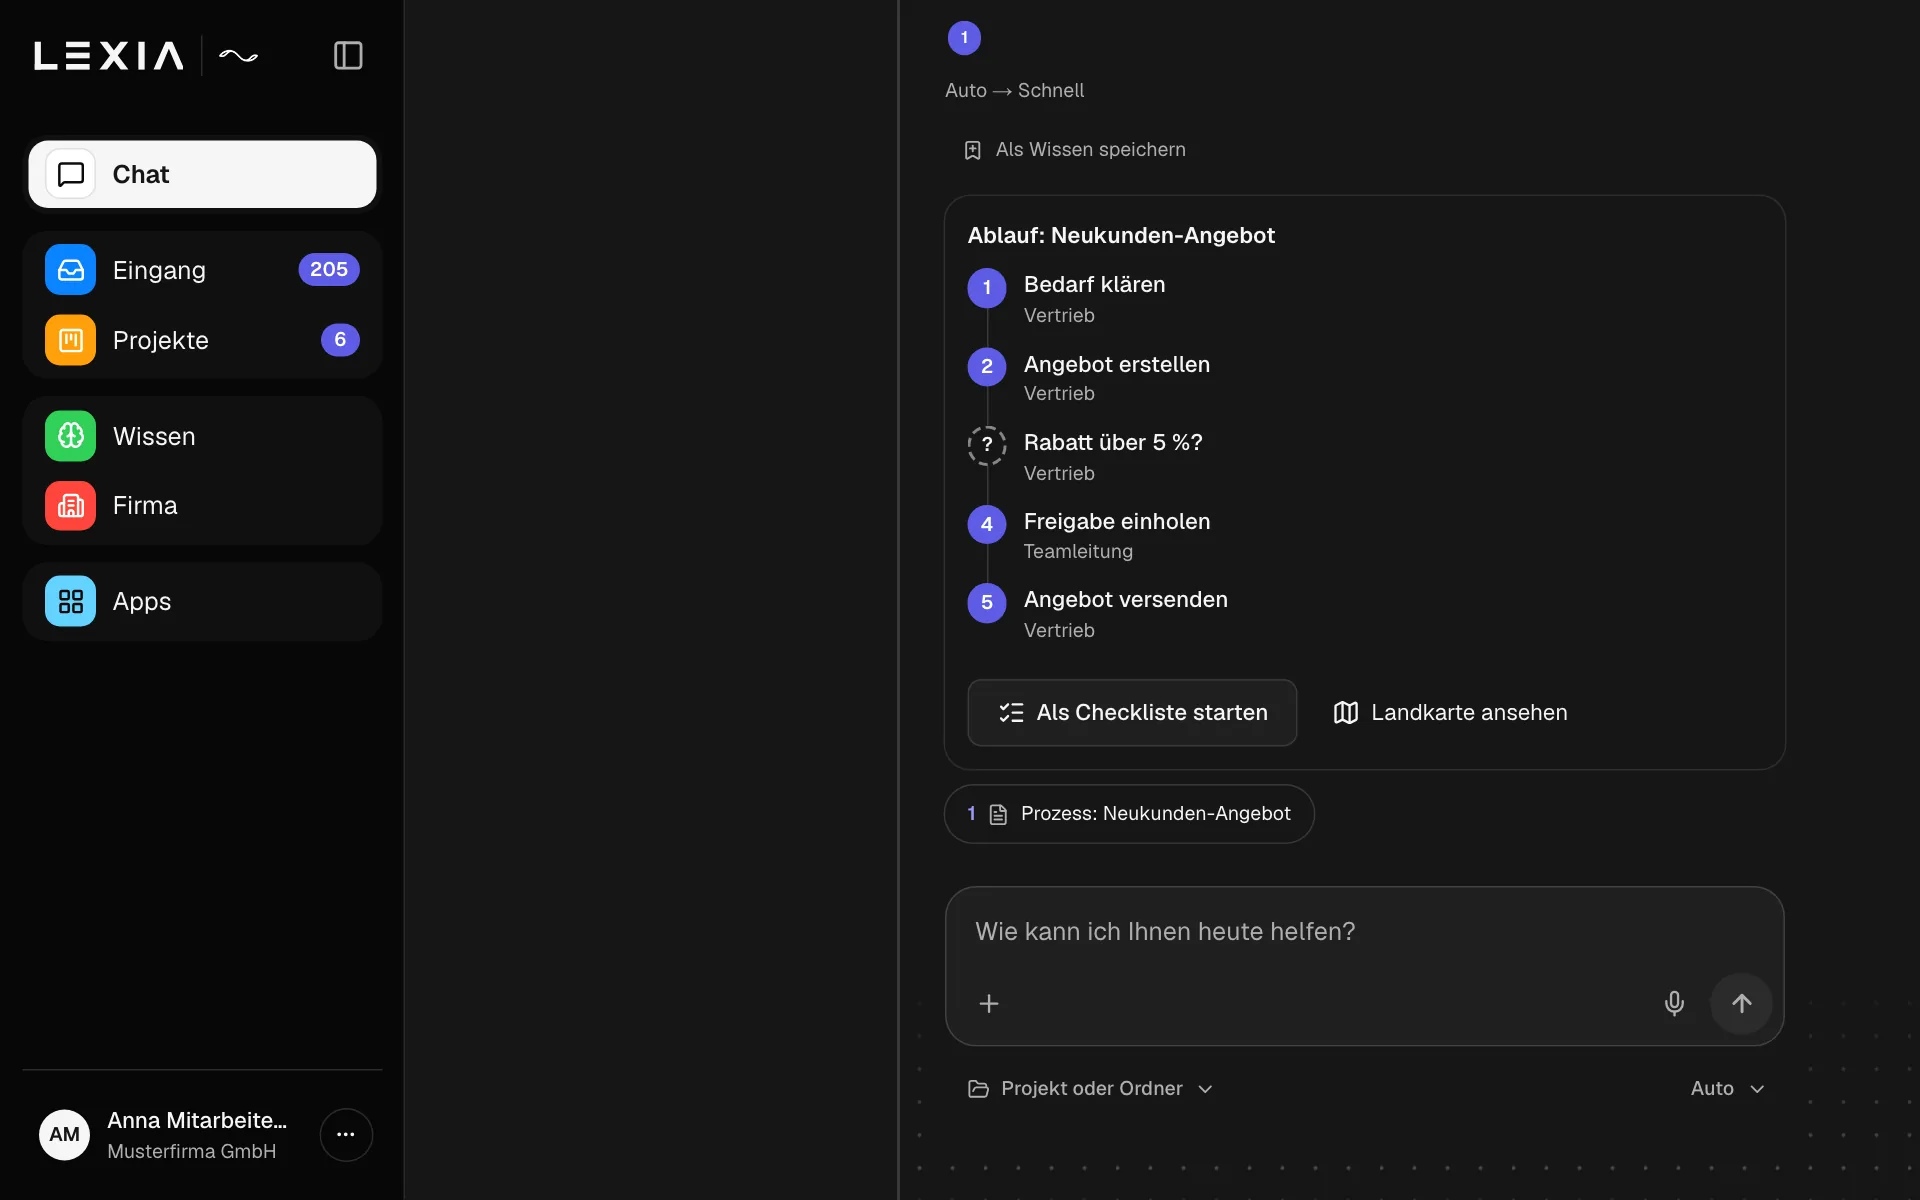 LEXIA
Chat
Eingang 205
Projekte 6
Wissen
Firma
Apps
AM
Anna Mitarbeite...
Musterfirma GmbH
1
Auto → Schnell
Als Wissen speichern
Ablauf: Neukunden-Angebot
1 Bedarf klären
Vertrieb
2 Angebot erstellen
Vertrieb
? Rabatt über 5 %?
Vertrieb
4 Freigabe einholen
Teamleitung
5 Angebot versenden
Vertrieb
Als Checkliste starten
Landkarte ansehen
1 Prozess: Neukunden-Angebot
Wie kann ich Ihnen heute helfen?
Projekt oder Ordner
Auto